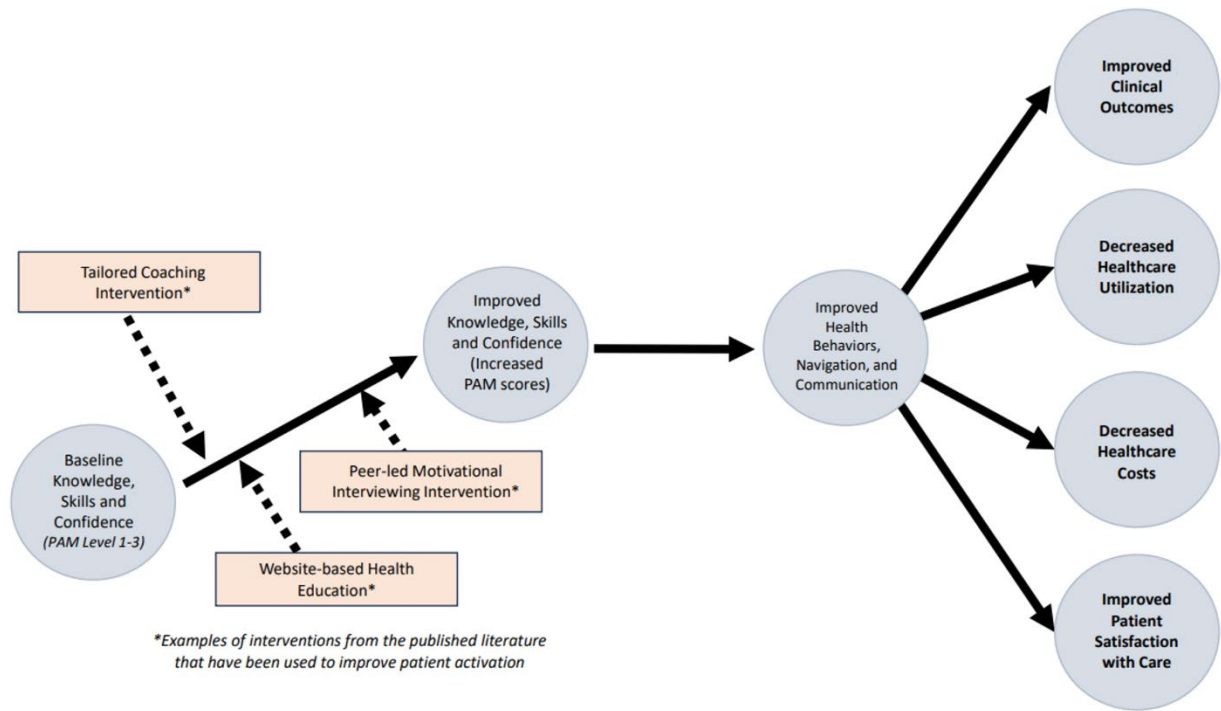 Improved
Clinical
Outcomes
Decreased
Healthcare
Utilization
Tailored Coaching
Intervention*
Improved
Knowledge, Skills
and Confidence
(Increased
PAM scores)
Improved
Health
Behaviors,
Navigation, and
Communication
Baseline
Knowledge,
Skills and
Confidence
(PAM Level 1-3)
Peer-led Motivational
Interviewing Intervention*
Decreased
Healthcare
Costs
Website-based Health
Education*
Improved
Patient
Satisfaction
with Care
*Examples of interventions from the published literature
that have been used to improve patient activation